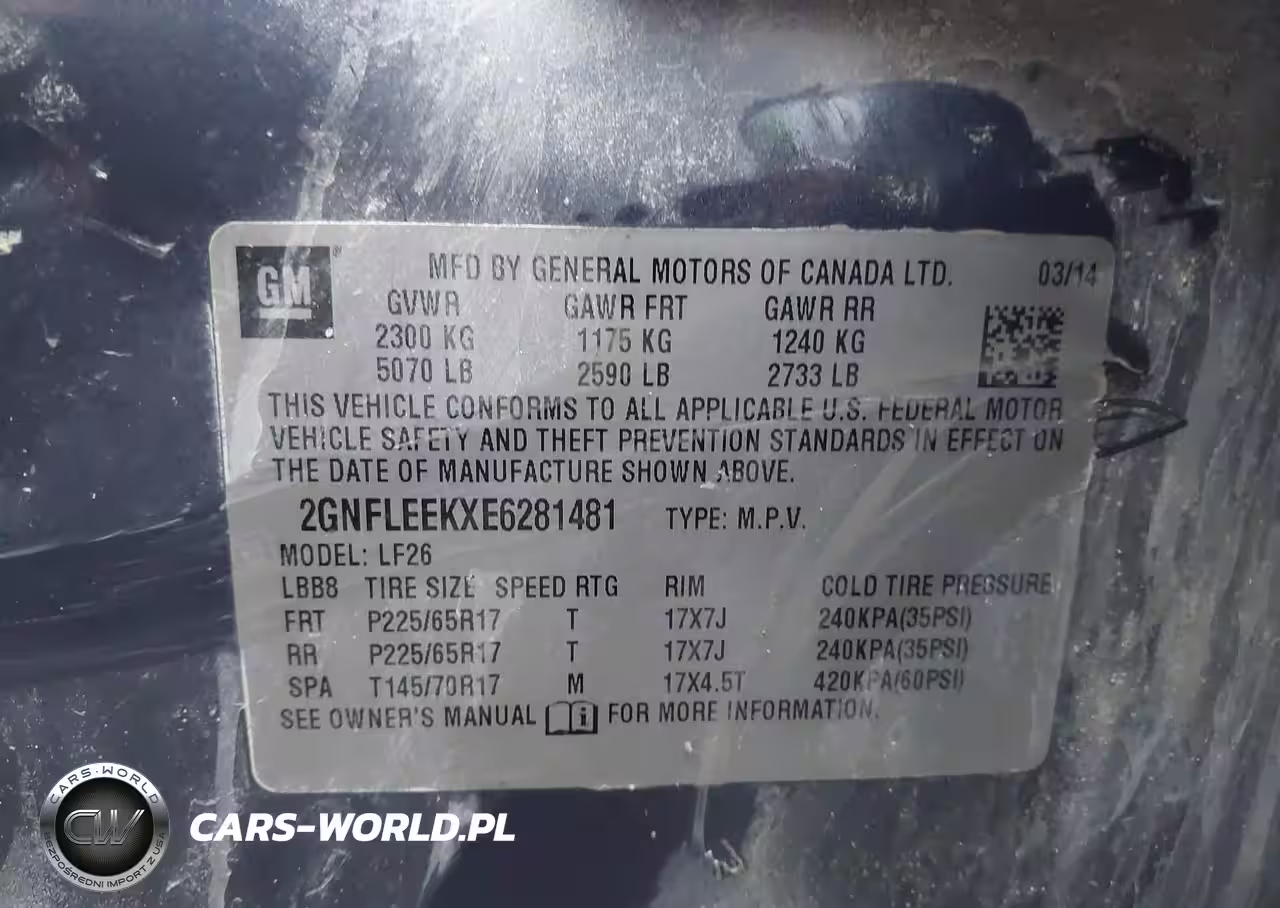 GM
MFD BY GENERAL MOTORS OF CANADA LTD. 03/14
GVWR GAWR FRT GAWR RR
2300 KG 1175 KG 1240 KG
5070 LB 2590 LB 2733 LB
THIS VEHICLE CONFORMS TO ALL APPLICABLE U.S. FEDERAL MOTOR
VEHICLE SAFETY AND THEFT PREVENTION STANDARDS IN EFFECT ON
THE DATE OF MANUFACTURE SHOWN ABOVE.
2GNFLEEKXE6281481 TYPE: M.P.V.
MODEL: LF26
LBB8 TIRE SIZE SPEED RTG RIM COLD TIRE PRESSURE
FRT P225/65R17 T 17X7J 240KPA(35PSI)
RR P225/65R17 T 17X7J 240KPA(35PSI)
SPA T145/70R17 M 17X4.5T 420KPA(60PSI)
SEE OWNER'S MANUAL FOR MORE INFORMATION.
CARS-WORLD
CW
BEZPOŚREDNI IMPORT Z USA
CARS-WORLD.PL